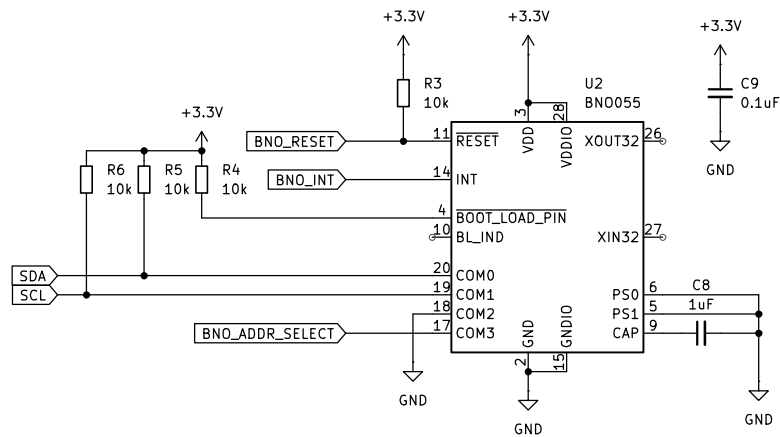 +3.3V
+3.3V
+3.3V
U2
BNO055
C9
0.1uF
GND
R3
10k
+3.3V
R6
10k
R5
10k
R4
10k
BNO_RESET
BNO_INT
SDA
SCL
BNO_ADDR_SELECT
GND
11
RESET
14
INT
4
BOOT_LOAD_PIN
10
BL_IND
20
COM0
19
COM1
18
COM2
17
COM3
3
VDD
28
VDDIO
XOUT32
26
XIN32
27
PS0
6
PS1
5
CAP
9
GND
2
GNDIO
15
GND
C8
1uF
GND